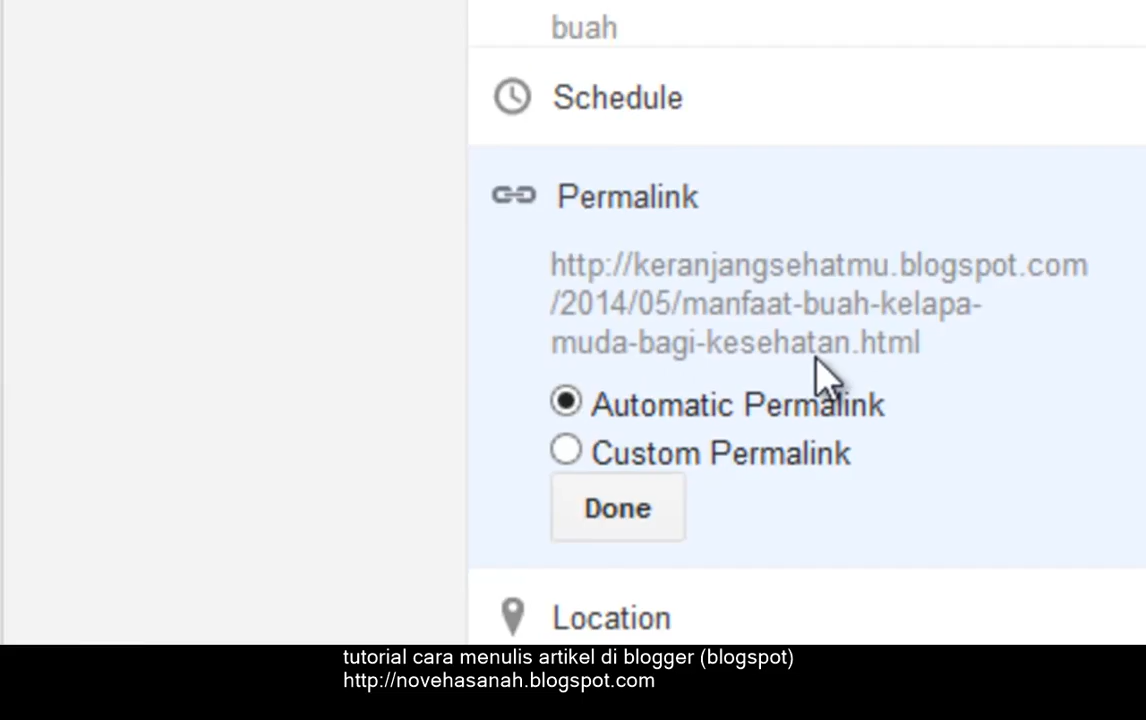 buah
Schedule
Permalink
http://keranjangsehatmu.blogspot.com
/2014/05/manfaat-buah-kelapa-
muda-bagi-kesehatan.html
Automatic Permalink
Custom Permalink
Done
Location
tutorial cara menulis artikel di blogger (blogspot)
http://novehasanah.blogspot.com